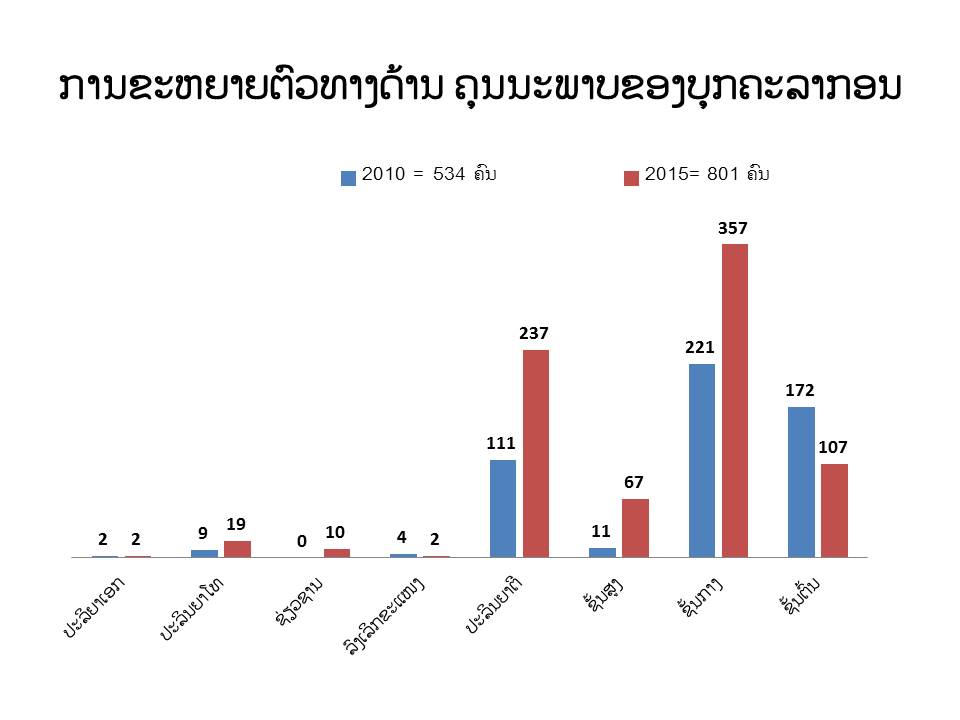 ການຂະຫຍາຍຕົວທາງດ້ານ ຄຸນນະພາບຂອງບຸກຄະລາກອນ
2010 = 534 ຄົນ 2015= 801 ຄົນ
357
237
221
172
111
107
67
2 2 9 19 0 10 4 2 11
ປະລິຍາເອກ ປະລິນຍາໂທ ຊ່ຽວຊານ ລົງເລິກຂະແໜງ ປະລິນຍາຕີ ຊັ້ນສູງ ຊັ້ນກາງ ຊັ້ນຕົ້ນ